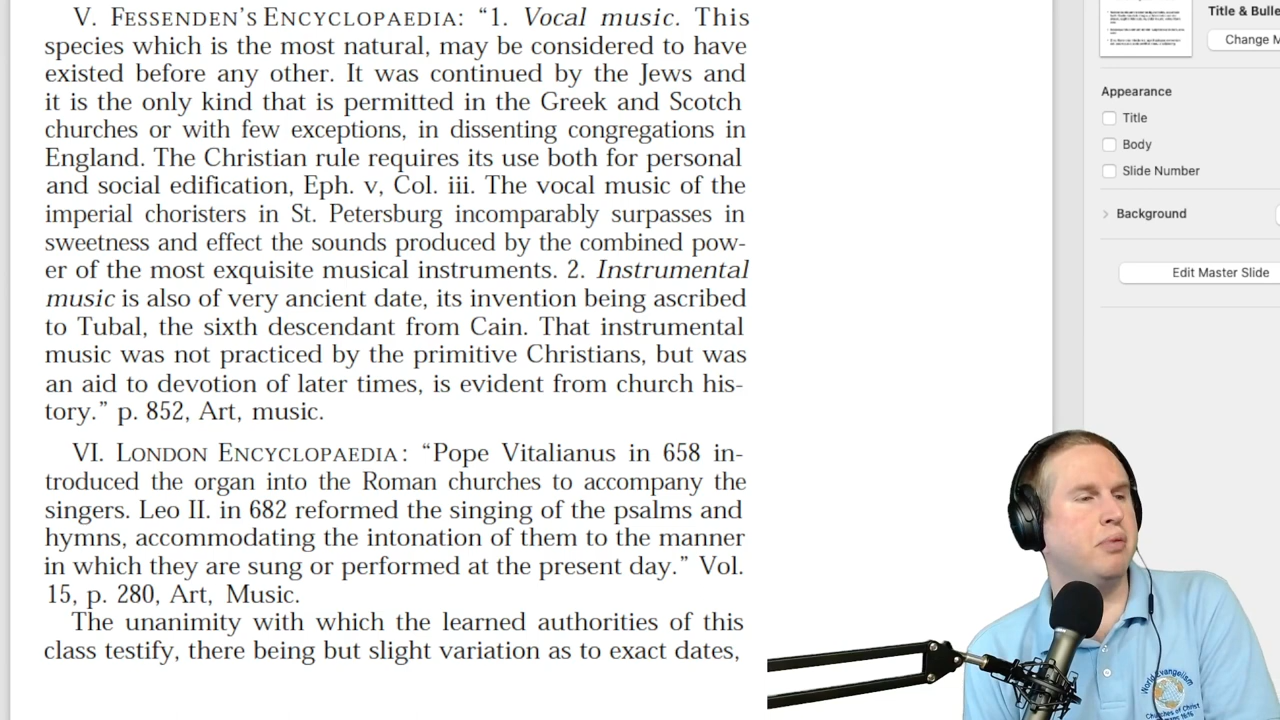 V. FESSENDEN'S ENCYCLOPAEDIA: “1. Vocal music. This
species which is the most natural, may be considered to have
existed before any other. It was continued by the Jews and
it is the only kind that is permitted in the Greek and Scotch
churches or with few exceptions, in dissenting congregations in
England. The Christian rule requires its use both for personal
and social edification, Eph. v, Col. iii. The vocal music of the
imperial choristers in St. Petersburg incomparably surpasses in
sweetness and effect the sounds produced by the combined pow-
er of the most exquisite musical instruments. 2. Instrumental
music is also of very ancient date, its invention being ascribed
to Tubal, the sixth descendant from Cain. That instrumental
music was not practiced by the primitive Christians, but was
an aid to devotion of later times, is evident from church his-
tory.” p. 852, Art, music.
VI. LONDON ENCYCLOPAEDIA: “Pope Vitalianus in 658 in-
troduced the organ into the Roman churches to accompany the
singers. Leo II. in 682 reformed the singing of the psalms and
hymns, accommodating the intonation of them to the manner
in which they are sung or performed at the present day.” Vol.
15, p. 280, Art, Music.
The unanimity with which the learned authorities of this
class testify, there being but slight variation as to exact dates,
Title & Bulle
Change M
Appearance
Title
Body
Slide Number
Background
Edit Master Slide
World Evangelism
Churches of Christ
Romans 16:16